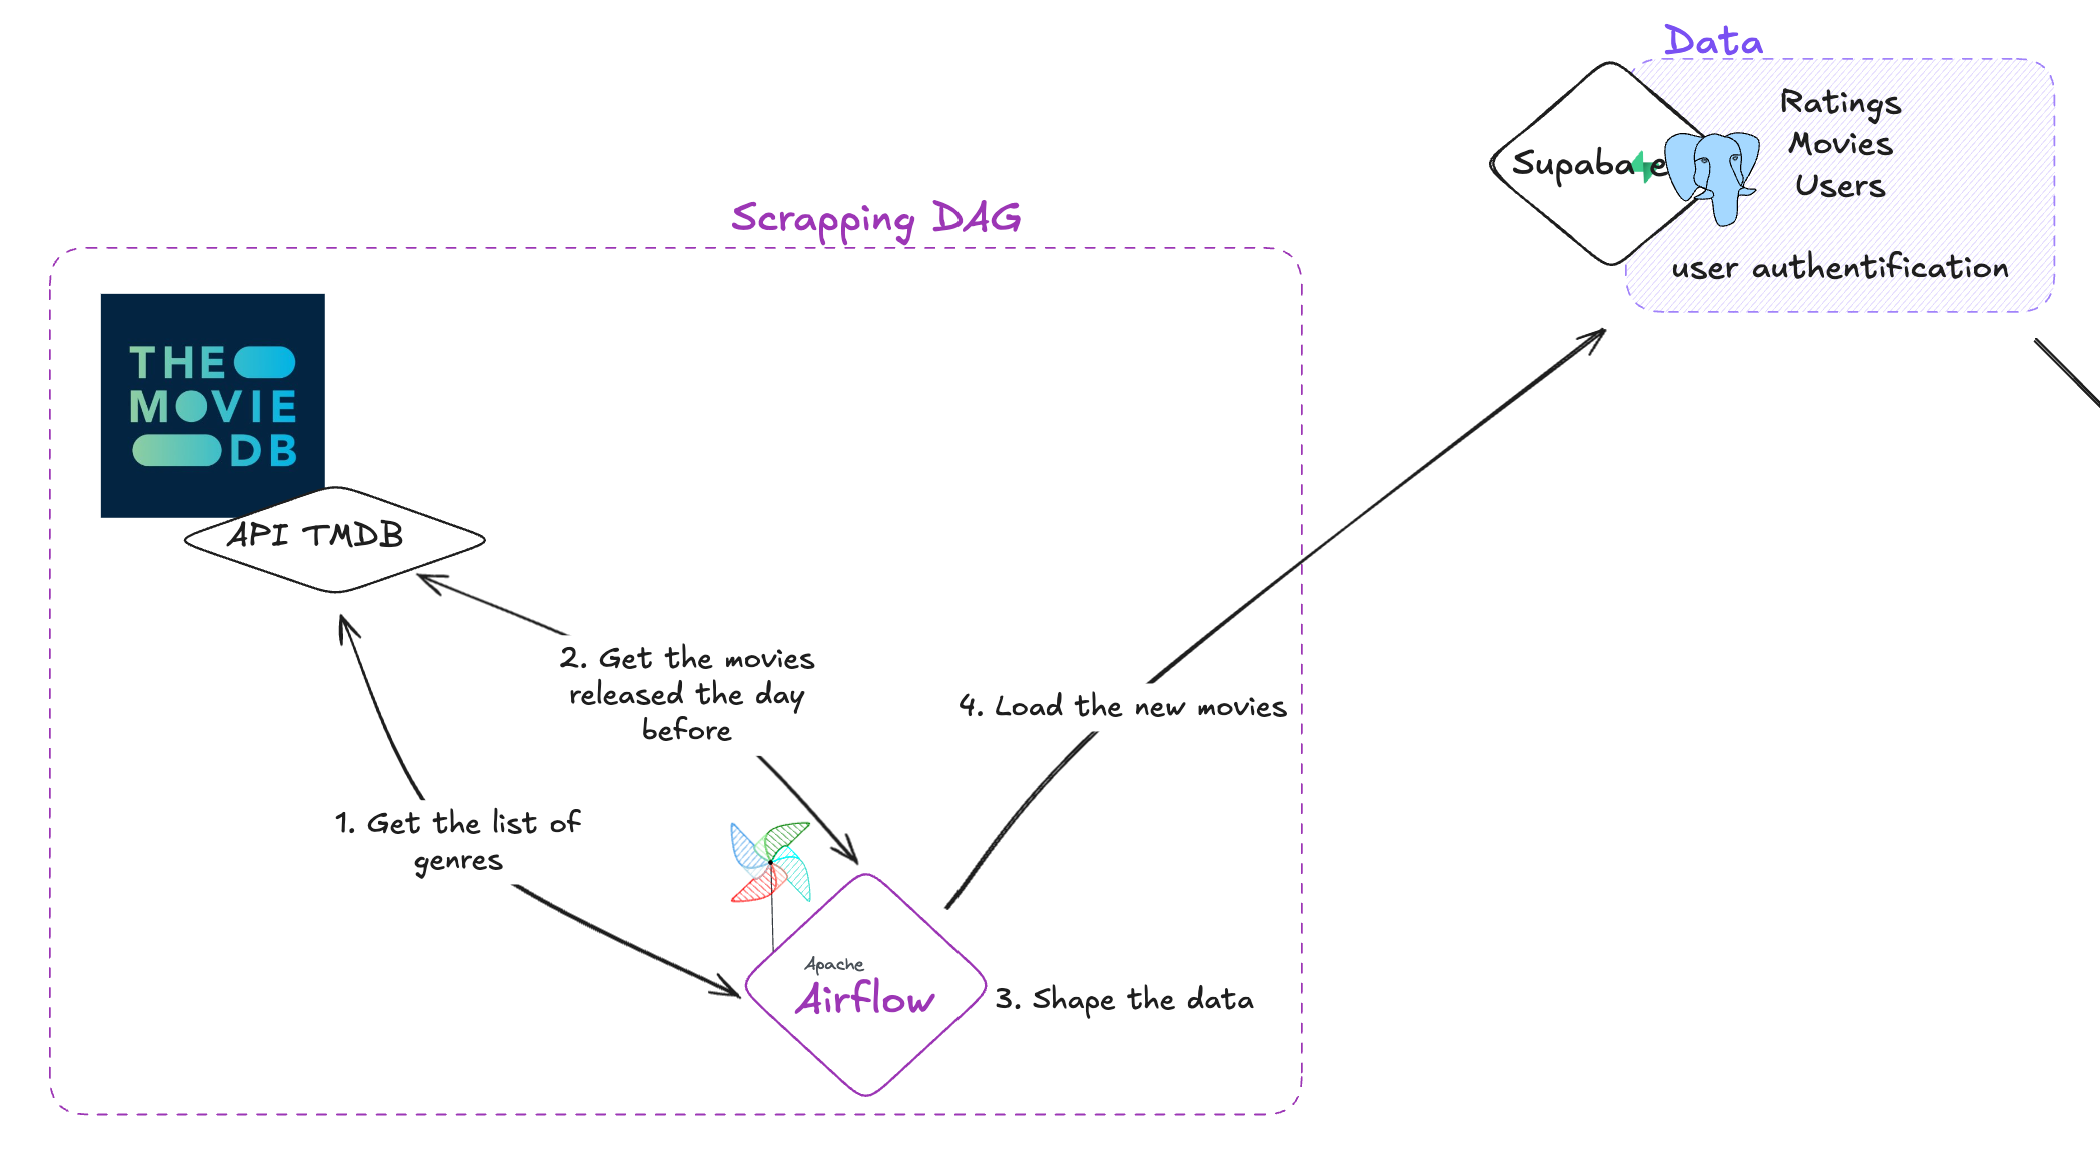 Data
Ratings
Movies
Users
Supabase
user authentification
Scrapping DAG
THE
MOVIE
DB
API TMDB
2. Get the movies
released the day
before
4. Load the new movies
1. Get the list of
genres
Apache
Airflow
3. Shape the data